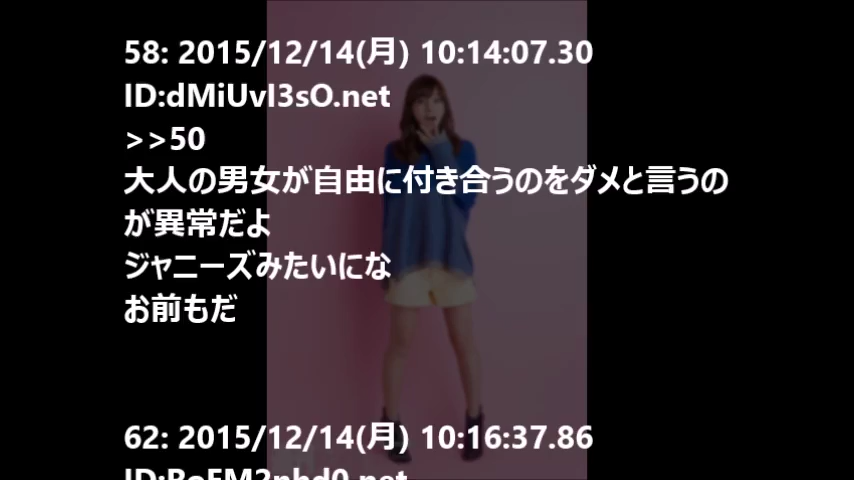 58: 2015/12/14(月) 10:14:07.30
ID:dMiUvI3sO.net
>>50
大人の男女が自由に付き合うのをダメと言うの
が異常だよ
ジャニーズみたいにな
お前もだ
62: 2015/12/14(月) 10:16:37.86